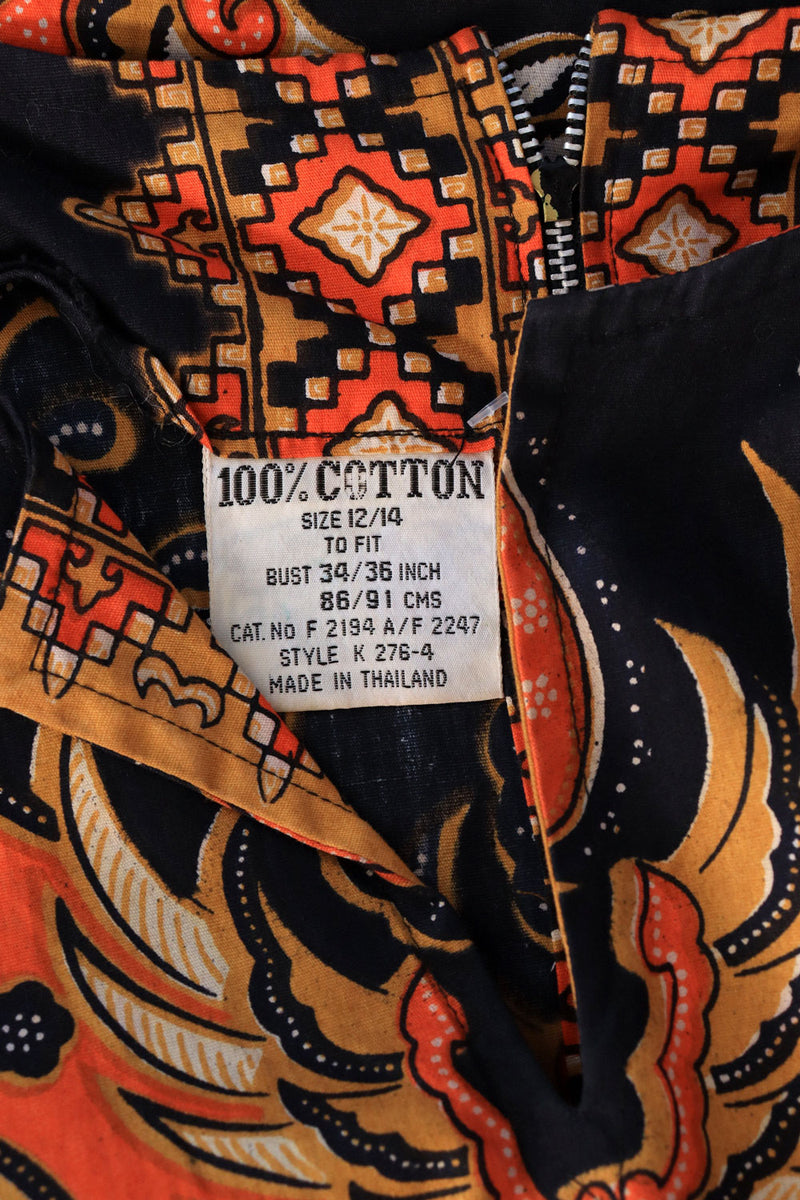 100% COTTON
SIZE 12/14
TO FIT
BUST 34/36 INCH
86/91 CMS
CAT. No F 2194 A/F 2247
STYLE K 276-4
MADE IN THAILAND